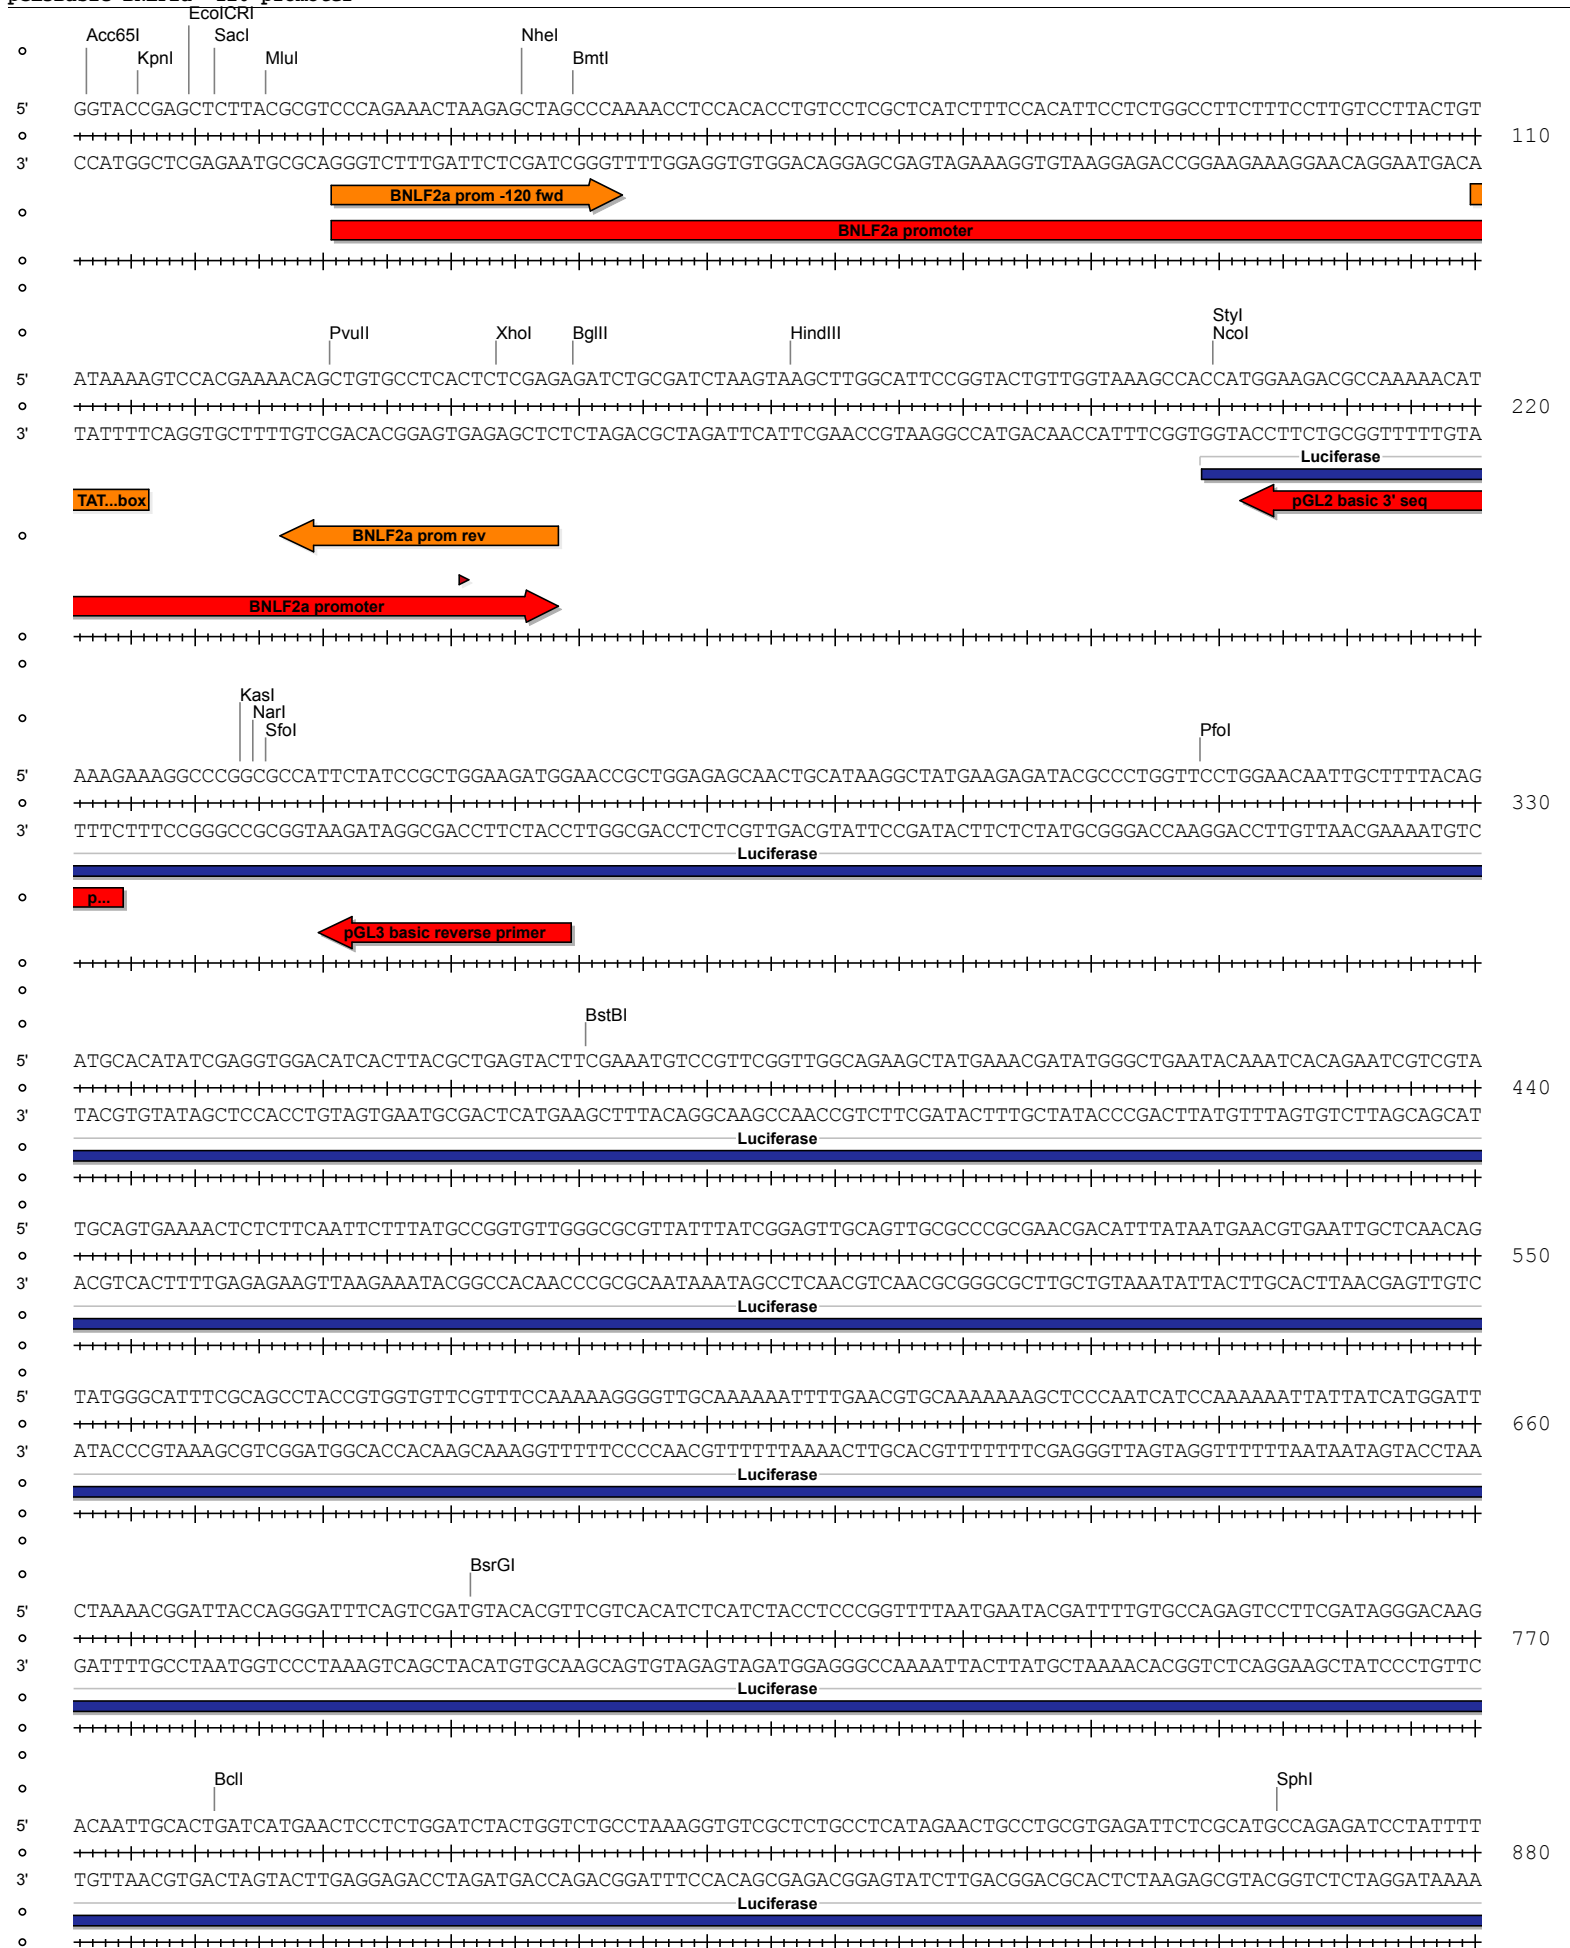 EcoICRI
Acc65I SacI NheI
KpnI MluI BmtI
5' GGTACCGAGCTCTTACGCGTCCCAGAAACTAAGAGCTAGCCCAAAACCTCCACACCTGTCCTCGCTCATCTTTCCACATTCCTCTGGCCTTCTTTCCTTGTCCTTACTGT
110
3' CCATGGCTCGAGAATGCGCAGGGTCTTTGATTCTCGATCGGGTTTTGGAGGTGTGGACAGGAGCGAGTAGAAAGGTGTAAGGAGACCGGAAGAAAGGAACAGGAATGACA
BNLF2a prom -120 fwd
BNLF2a promoter
StyI
PvuII XhoI BglII HindIII NcoI
5' ATAAAAGTCCACGAAAACAGCTGTGCCTCACTCTCGAGAGATCTGCGATCTAAGTAAGCTTGGCATTCCGGTACTGTTGGTAAAGCCACCATGGAAGACGCCAAAAACAT
220
3' TATTTTCAGGTGCTTTTGTCGACACGGAGTGAGAGCTCTCTAGACGCTAGATTCATTCGAACCGTAAGGCCATGACAACCATTTCGGTGGTACCTTCTGCGGTTTTTGTA
Luciferase
TAT...box pGL2 basic 3' seq
BNLF2a prom rev
BNLF2a promoter
KasI
NarI
SfoI PfoI
5' AAAGAAAGGCCCGGCGCCATTCTATCCGCTGGAAGATGGAACCGCTGGAGAGCAACTGCATAAGGCTATGAAGAGATACGCCCTGGTTCCTGGAACAATTGCTTTTACAG
330
3' TTTCTTTCCGGGCCGCGGTAAGATAGGCGACCTTCTACCTTGGCGACCTCTCGTTGACGTATTCCGATACTTCTCTATGCGGGACCAAGGACCTTGTTAACGAAAATGTC
Luciferase
p...
pGL3 basic reverse primer
BstBI
5' ATGCACATATCGAGGTGGACATCACTTACGCTGAGTACTTCGAAATGTCCGTTCGGTTGGCAGAAGCTATGAAACGATATGGGCTGAATACAAATCACAGAATCGTCGTA
440
3' TACGTGTATAGCTCCACCTGTAGTGAATGCGACTCATGAAGCTTTACAGGCAAGCCAACCGTCTTCGATACTTTGCTATACCCGACTTATGTTTAGTGTCTTAGCAGCAT
Luciferase
5' TGCAGTGAAAACTCTCTTCAATTCTTTATGCCGGTGTTGGGCGCGTTATTTATCGGAGTTGCAGTTGCGCCCGCGAACGACATTTATAATGAACGTGAATTGCTCAACAG
550
3' ACGTCACTTTTGAGAGAAGTTAAGAAATACGGCCACAACCCGCGCAATAAATAGCCTCAACGTCAACGCGGGCGCTTGCTGTAAATATTACTTGCACTTAACGAGTTGTC
Luciferase
5' TATGGGCATTTCGCAGCCTACCGTGGTGTTCGTTTCCAAAAAGGGGTTGCAAAAAATTTTGAACGTGCAAAAAAAGCTCCCAATCATCCAAAAAATTATTATCATGGATT
660
3' ATACCCGTAAAGCGTCGGATGGCACCACAAGCAAAGGTTTTTCCCCAACGTTTTTTAAAACTTGCACGTTTTTTTCGAGGGTTAGTAGGTTTTTTAATAATAGTACCTAA
Luciferase
BsrGI
5' CTAAAACGGATTACCAGGGATTTCAGTCGATGTACACGTTCGTCACATCTCATCTACCTCCCGGTTTTAATGAATACGATTTTGTGCCAGAGTCCTTCGATAGGGACAAG
770
3' GATTTTGCCTAATGGTCCCTAAAGTCAGCTACATGTGCAAGCAGTGTAGAGTAGATGGAGGGCCAAAATTACTTATGCTAAAACACGGTCTCAGGAAGCTATCCCTGTTC
Luciferase
BclI SphI
5' ACAATTGCACTGATCATGAACTCCTCTGGATCTACTGGTCTGCCTAAAGGTGTCGCTCTGCCTCATAGAACTGCCTGCGTGAGATTCTCGCATGCCAGAGATCCTATTTT
880
3' TGTTAACGTGACTAGTACTTGAGGAGACCTAGATGACCAGACGGATTTCCACAGCGAGACGGAGTATCTTGACGGACGCACTCTAAGAGCGTACGGTCTCTAGGATAAAA
Luciferase